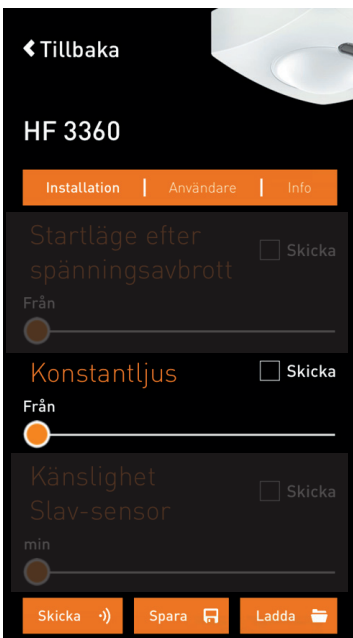 Tillbaka
HF 3360
Installation Användare Info
Startläge efter
spänningsavbrott
Skicka
Från
Konstantljus
Skicka
Från
Känslighet
Slav-sensor
Skicka
min
Skicka Spara Ladda